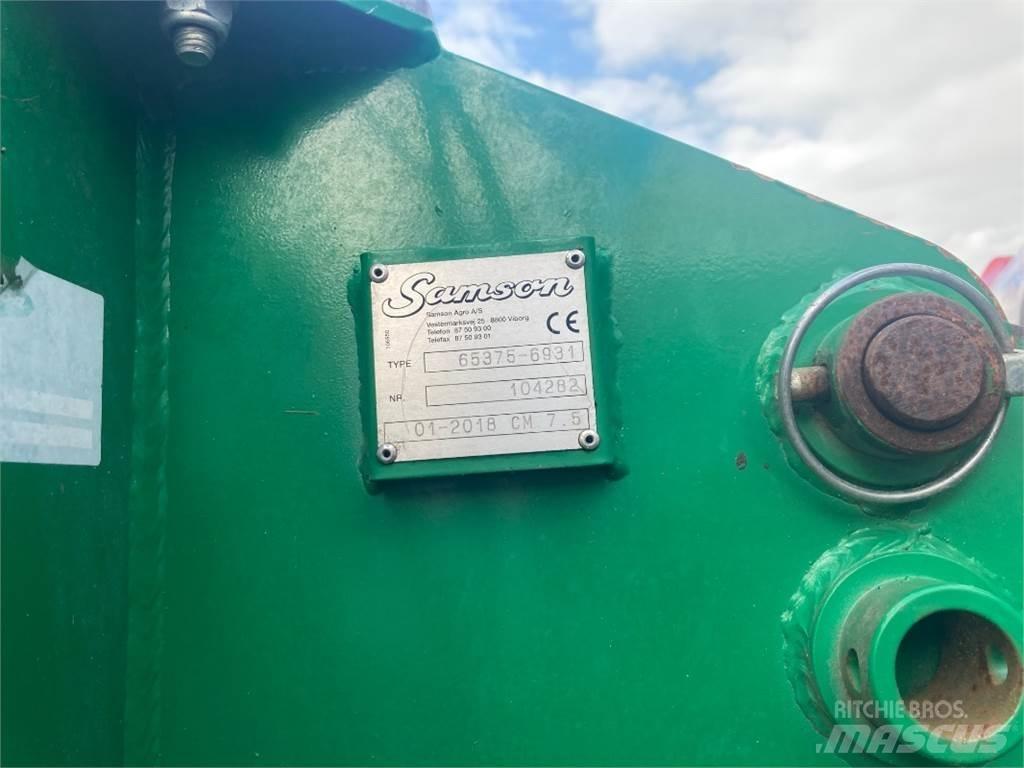 Samson
Samson Agro A/S
Vestermarksvej 25 - 8800 Viborg
Telefon 87 50 93 00
Telefax 87 50 93 01
CE
TYPE 65375-6931
NR. 104282
01-2018 CM 7.5
RITCHIE BROS.
MASCUS